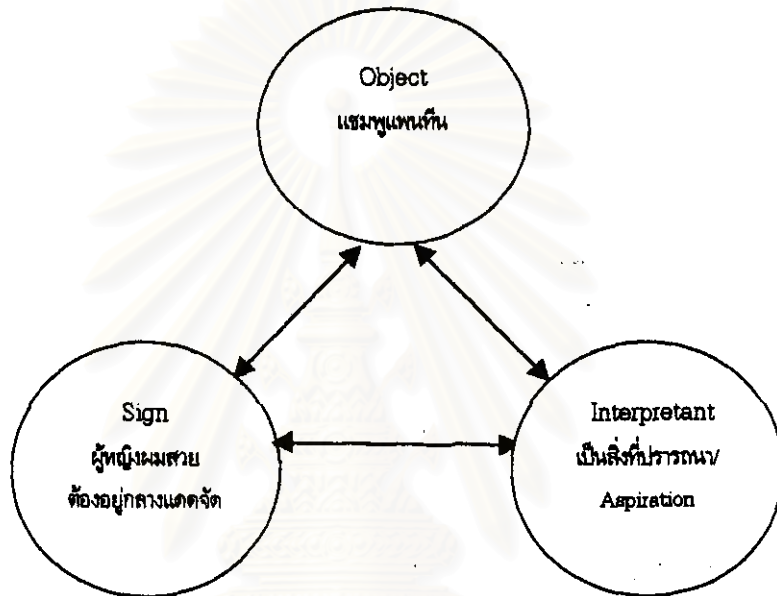 Object
แชมพูแพนทีน
Sign
ผู้หญิงผมสวย
ต้องอยู่กลางแดดจัด
Interpretant
เป็นสิ่งที่ปรารถนา/
Aspiration